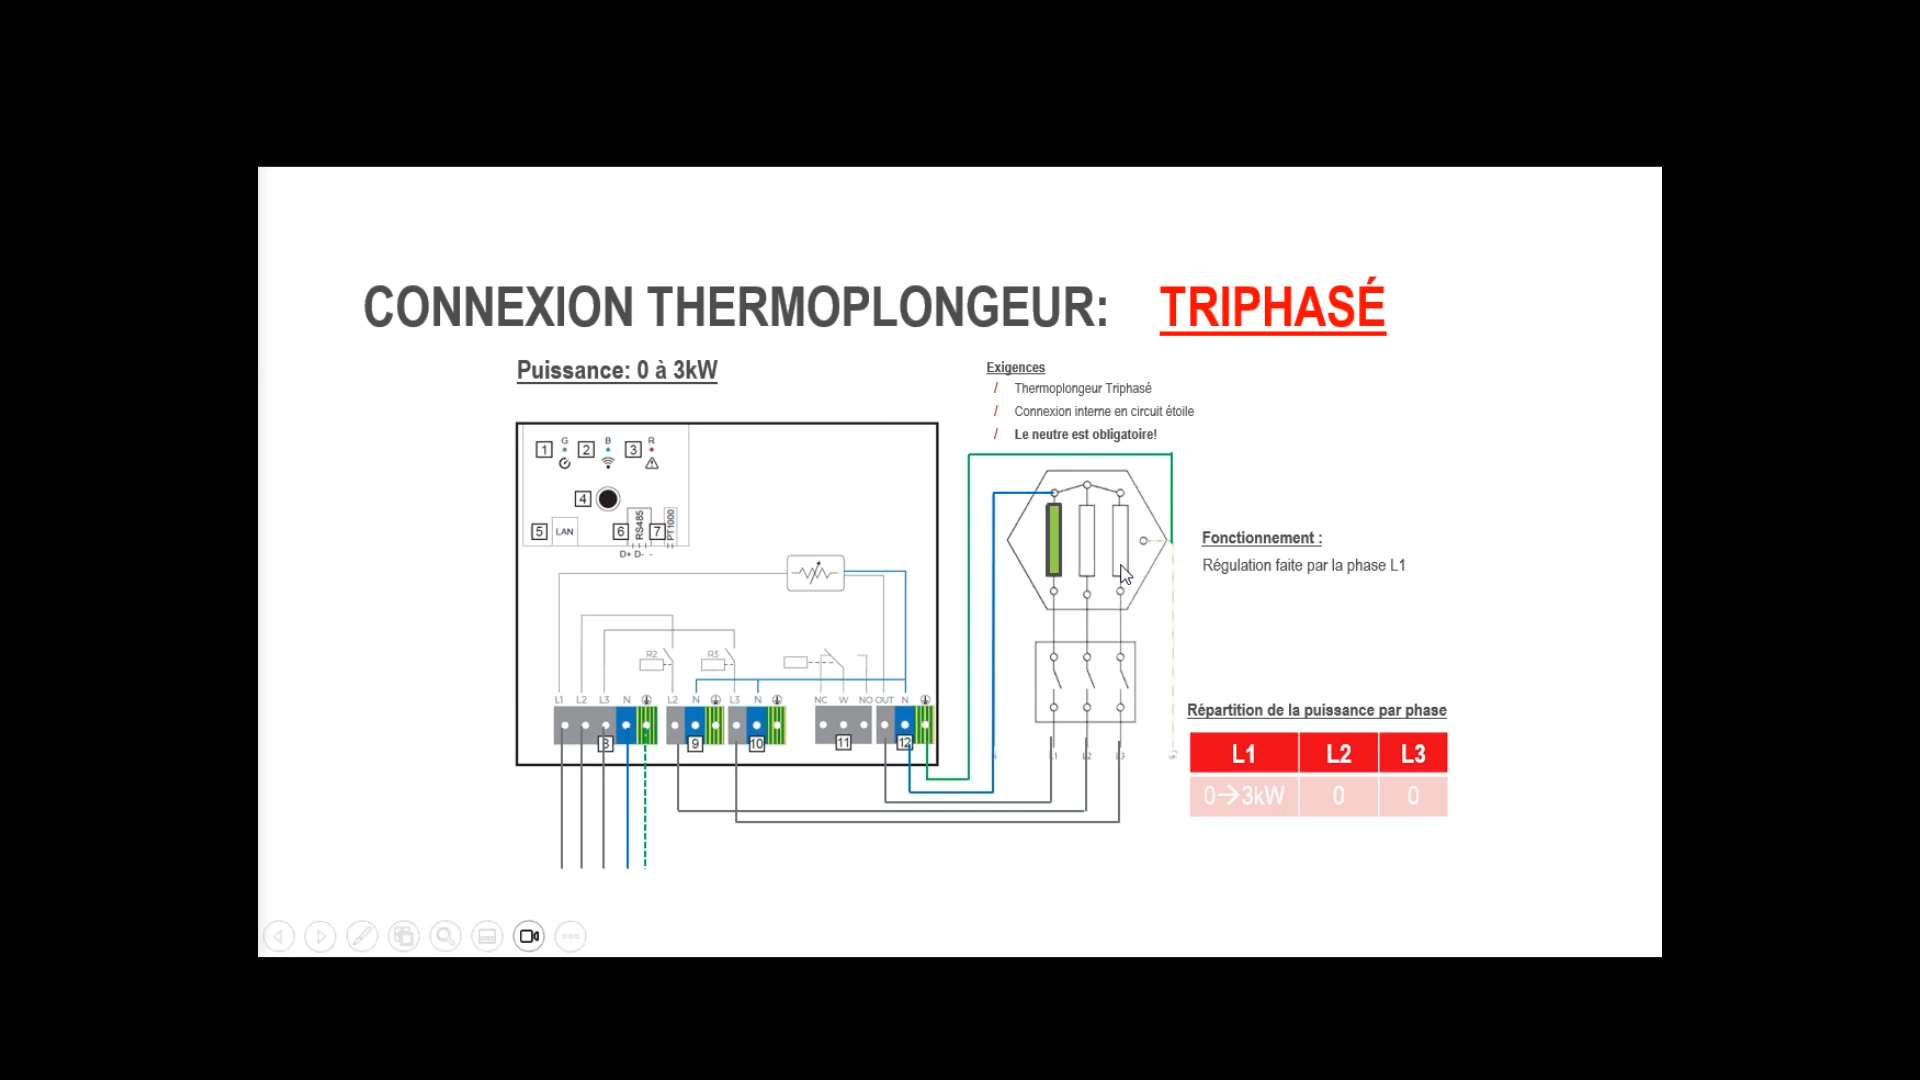 CONNEXION THERMOPLONGEUR: TRIPHASÉ
Puissance: 0 à 3kW
Exigences
/ Thermoplongeur Triphasé
/ Connexion interne en circuit étoile
/ Le neutre est obligatoire!
1 G 2 B 3 R
4
5 LAN 6 RS485 7 PT1000
D+ D- -
Fonctionnement :
Régulation faite par la phase L1
R2 R3
L1 L2 L3 N L2 N L3 N NC W NO OUT N
8 9 10 11 12
L1 L2 L3
Répartition de la puissance par phase
L1 L2 L3
0→3kW 0 0